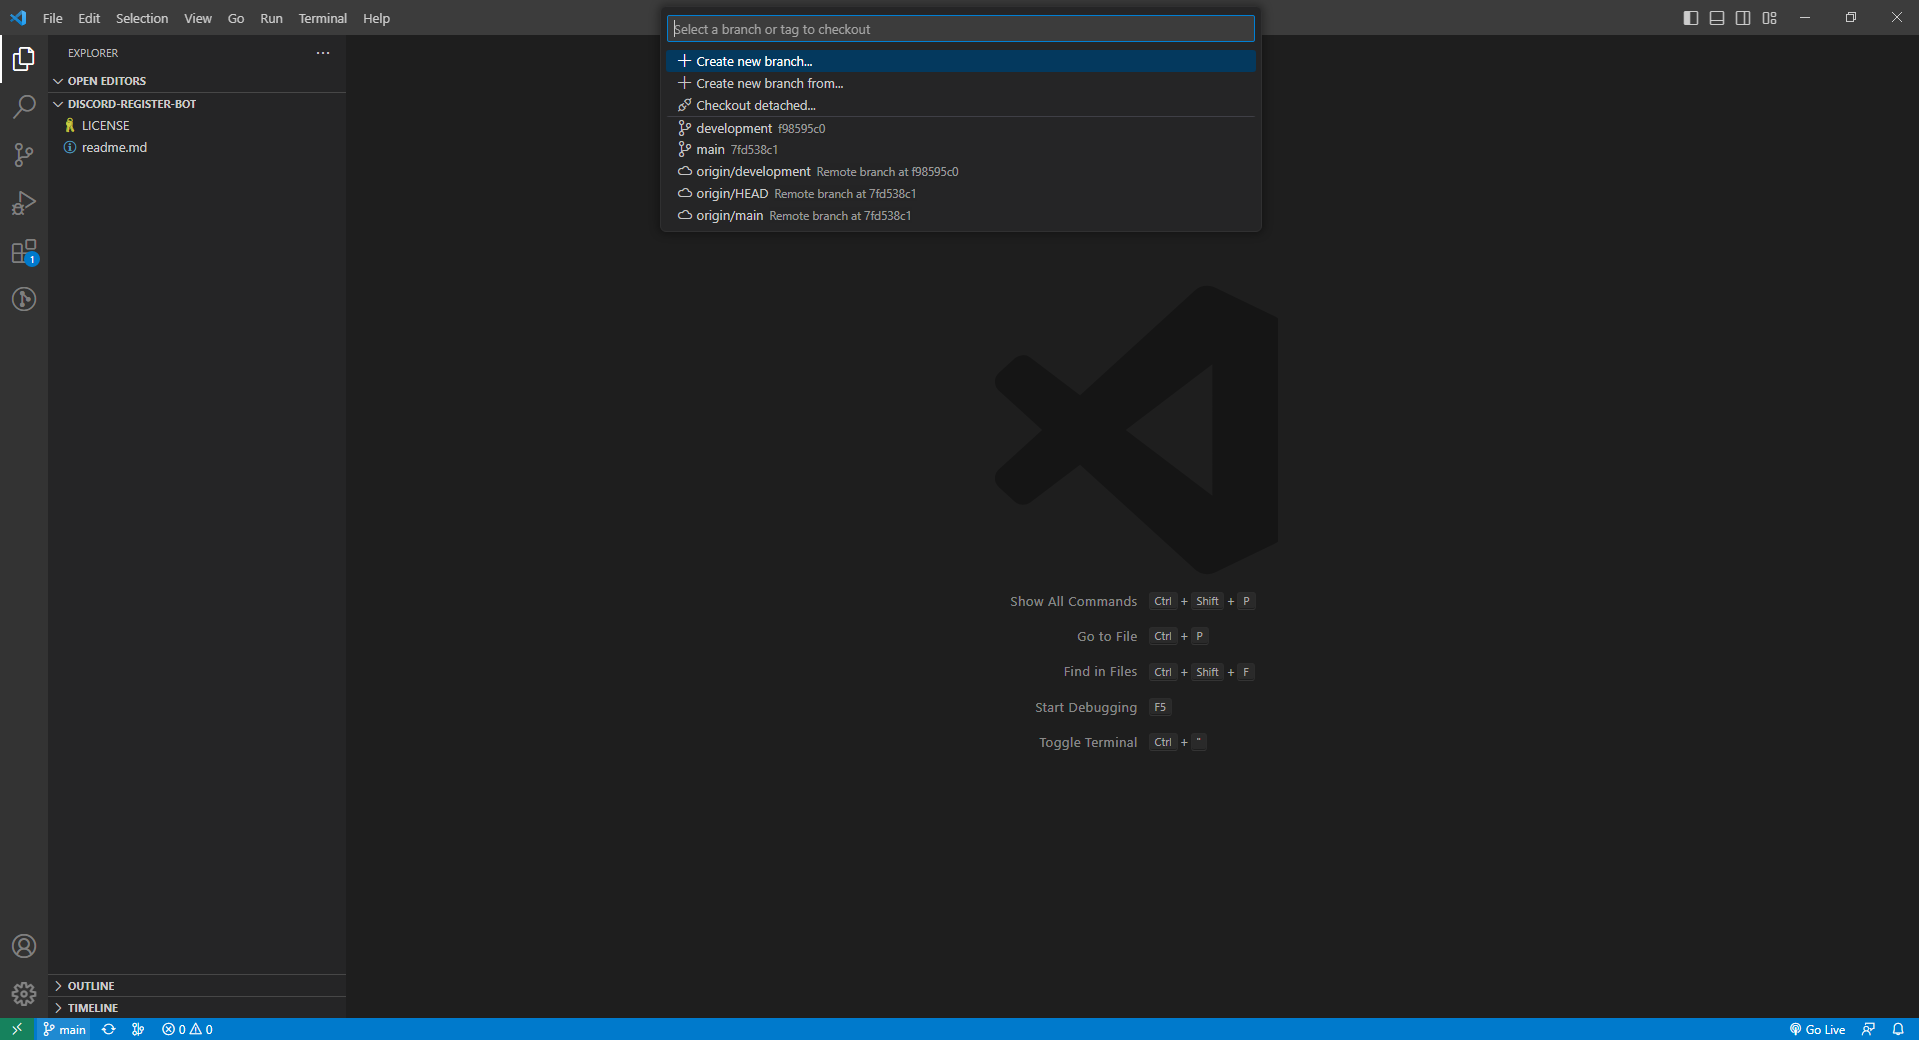 File Edit Selection View Go Run Terminal Help
Select a branch or tag to checkout
Create new branch...
Create new branch from...
Checkout detached...
development f98595c0
main 7fd538c1
origin/development Remote branch at f98595c0
origin/HEAD Remote branch at 7fd538c1
origin/main Remote branch at 7fd538c1
EXPLORER
OPEN EDITORS
DISCORD-REGISTER-BOT
LICENSE
readme.md
1
Show All Commands Ctrl + Shift + P
Go to File Ctrl + P
Find in Files Ctrl + Shift + F
Start Debugging F5
Toggle Terminal Ctrl + "
OUTLINE
TIMELINE
main 0 0 Go Live